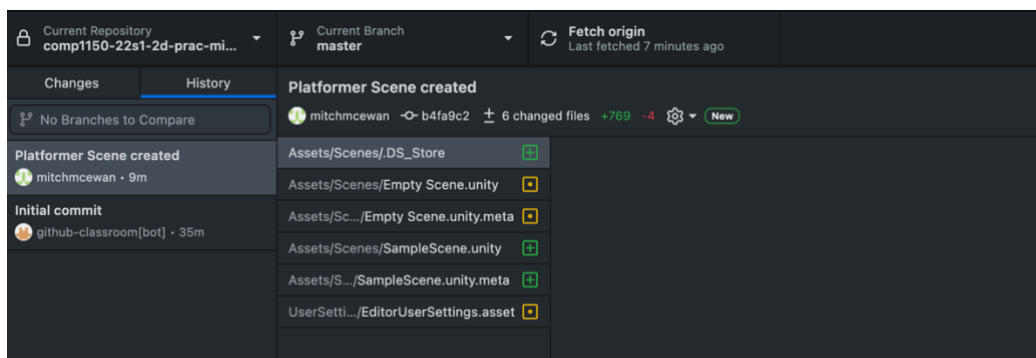 Current Repository
comp1150-22s1-2d-prac-mi...
Current Branch
master
Fetch origin
Last fetched 7 minutes ago
Changes
History
No Branches to Compare
Platformer Scene created
mitchmcewan • 9m
Initial commit
github-classroom[bot] • 35m
Platformer Scene created
mitchmcewan b4fa9c2 6 changed files +769 -4 New
Assets/Scenes/.DS_Store
Assets/Scenes/Empty Scene.unity
Assets/Sc.../Empty Scene.unity.meta
Assets/Scenes/SampleScene.unity
Assets/S.../SampleScene.unity.meta
UserSetti.../EditorUserSettings.asset